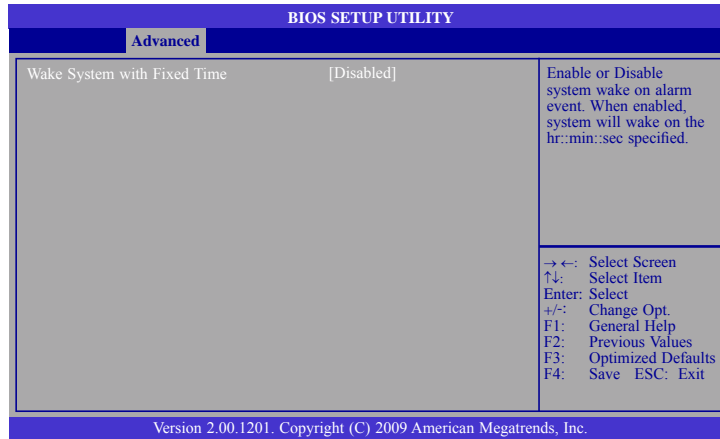 BIOS SETUP UTILITY
Advanced
Wake System with Fixed Time [Disabled]
Enable or Disable
system wake on alarm
event. When enabled,
system will wake on the
hr::min::sec specified.
→ ←: Select Screen
↑↓: Select Item
Enter: Select
+/-: Change Opt.
F1: General Help
F2: Previous Values
F3: Optimized Defaults
F4: Save ESC: Exit
Version 2.00.1201. Copyright (C) 2009 American Megatrends, Inc.